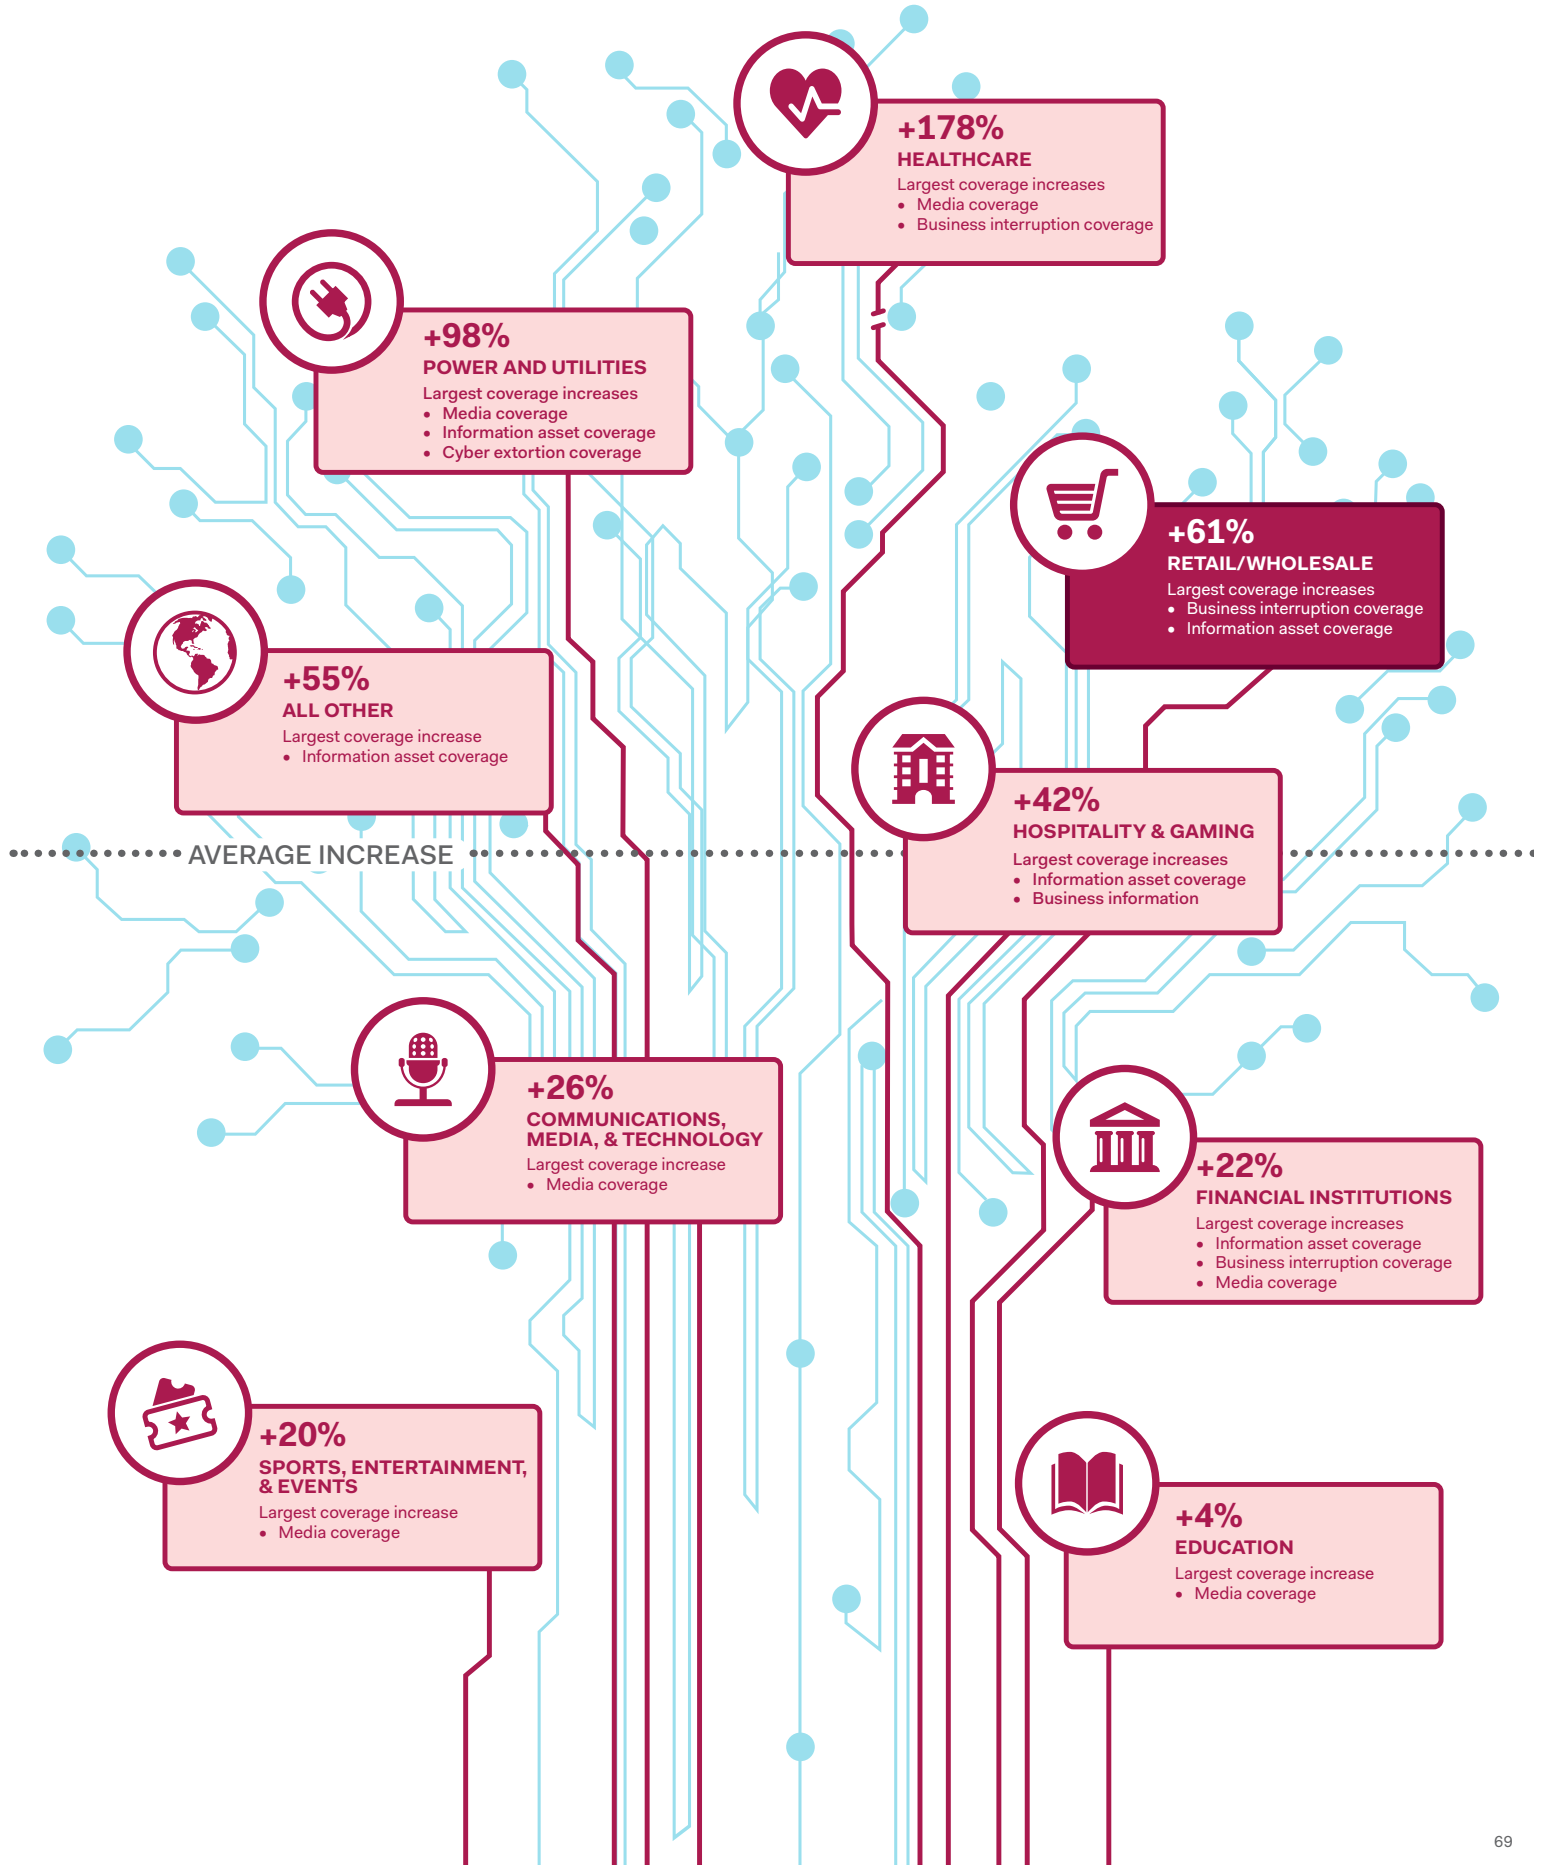 +178%
HEALTHCARE
Largest coverage increases
• Media coverage
• Business interruption coverage
+98%
POWER AND UTILITIES
Largest coverage increases
• Media coverage
• Information asset coverage
• Cyber extortion coverage
+61%
RETAIL/WHOLESALE
Largest coverage increases
• Business interruption coverage
• Information asset coverage
+55%
ALL OTHER
Largest coverage increase
• Information asset coverage
+42%
HOSPITALITY & GAMING
Largest coverage increases
• Information asset coverage
• Business information
AVERAGE INCREASE
+26%
COMMUNICATIONS,
MEDIA, & TECHNOLOGY
Largest coverage increase
• Media coverage
+22%
FINANCIAL INSTITUTIONS
Largest coverage increases
• Information asset coverage
• Business interruption coverage
• Media coverage
+20%
SPORTS, ENTERTAINMENT,
& EVENTS
Largest coverage increase
• Media coverage
+4%
EDUCATION
Largest coverage increase
• Media coverage
69